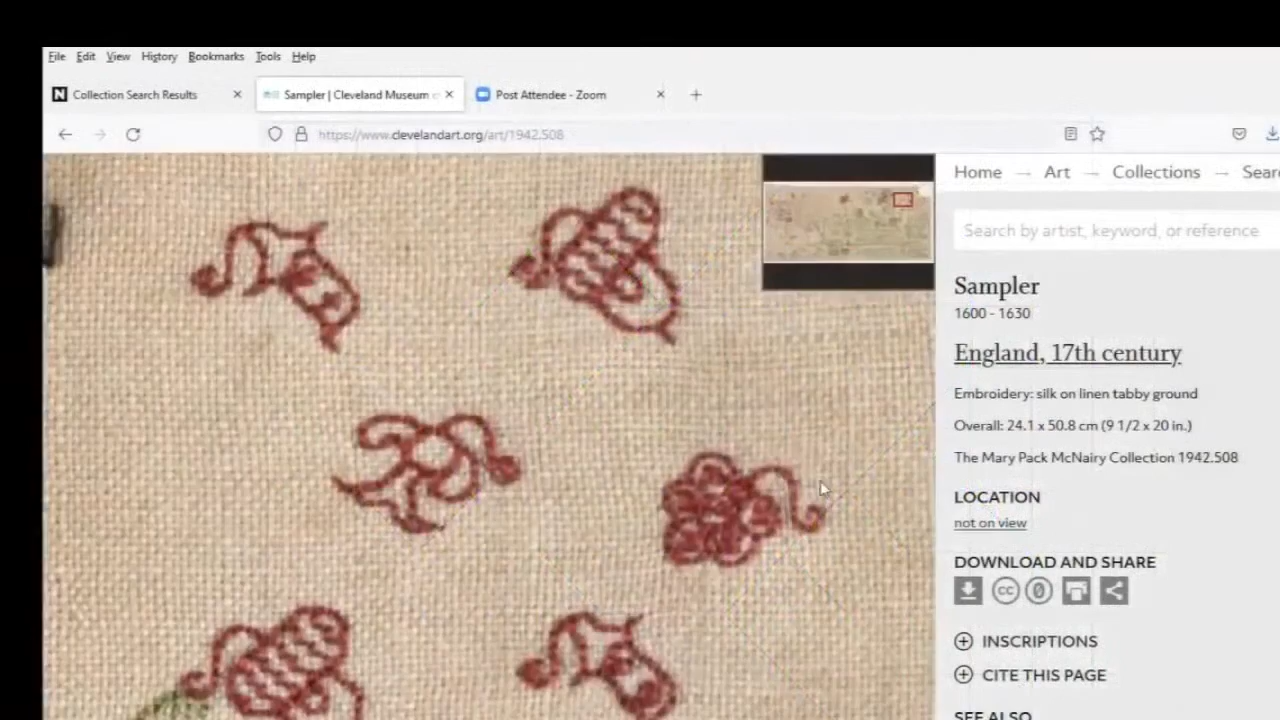 File Edit View History Bookmarks Tools Help
Collection Search Results
Sampler | Cleveland Museum
Post Attendee - Zoom
https://www.clevelandart.org/art/1942.508
Home → Art → Collections →
Search by artist, keyword, or reference
Sampler
1600 - 1630
England, 17th century
Embroidery: silk on linen tabby ground
Overall: 24.1 x 50.8 cm (9 1/2 x 20 in.)
The Mary Pack McNairy Collection 1942.508
LOCATION
not on view
DOWNLOAD AND SHARE
cc 0
INSCRIPTIONS
CITE THIS PAGE
SEE ALSO